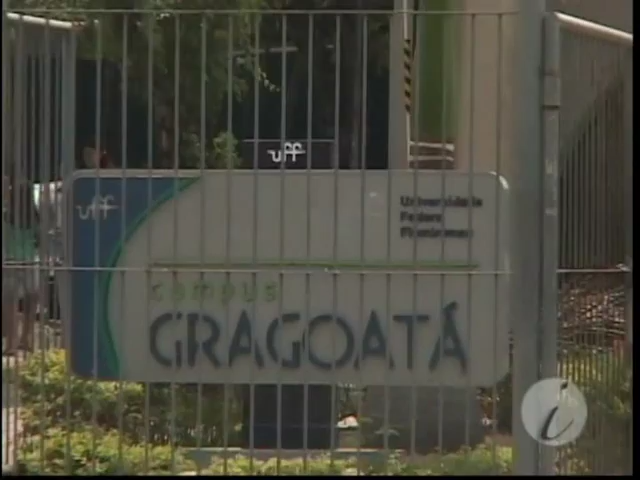 uff
uff
Universidade
Federal
Fluminense
campus
GRAGOATÁ
i